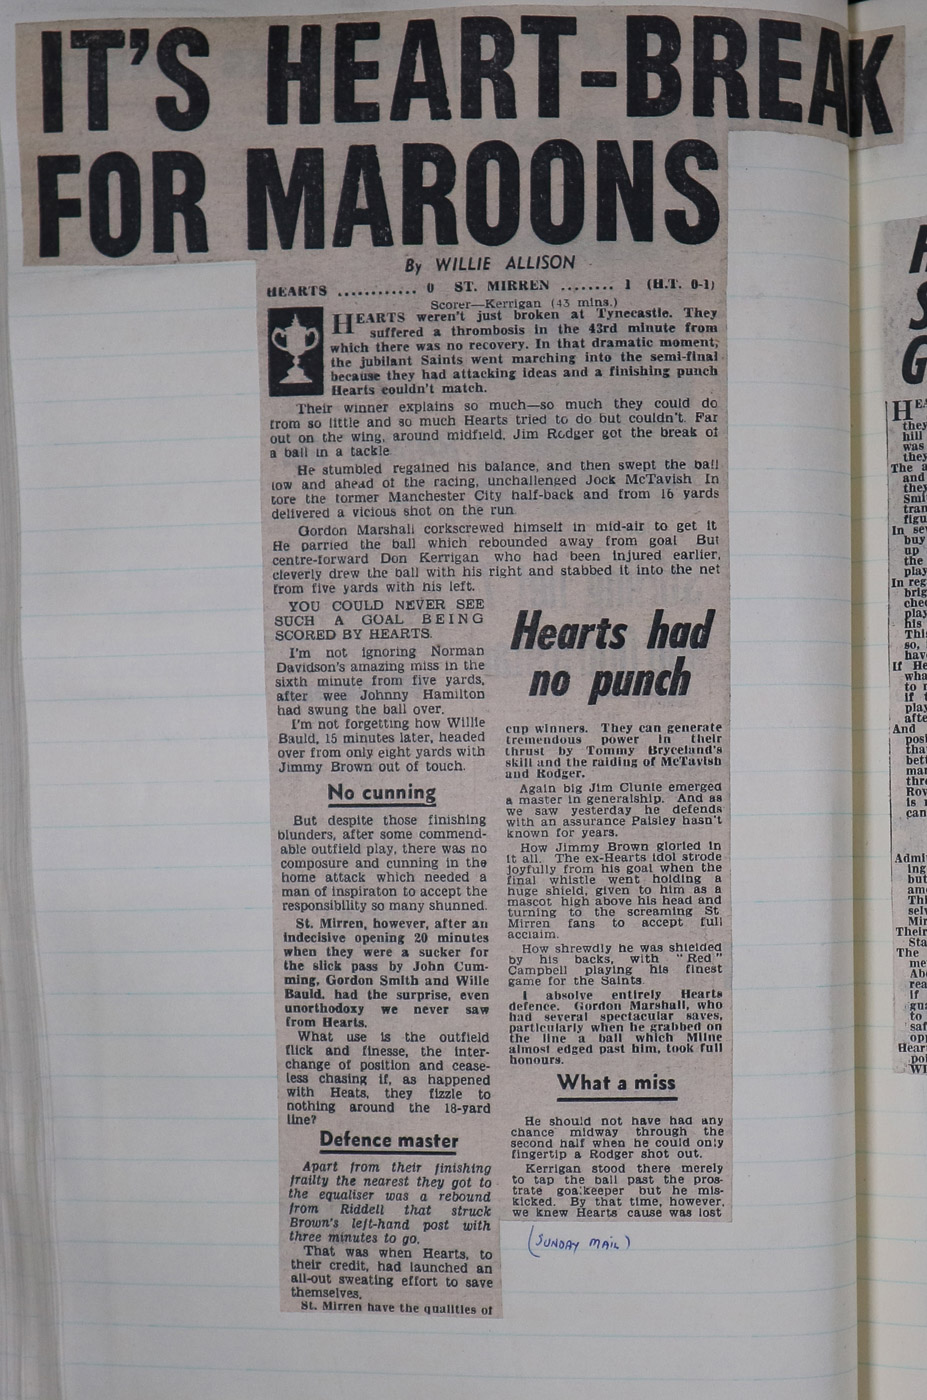 IT'S HEART-BREAK
FOR MAROONS
By WILLIE ALLISON
HEARTS ............ 0 ST. MIRREN ........ 1 (H.T. 0-1)
Scorer—Kerrigan (43 mins.)
HEARTS weren't just broken at Tynecastle. They
suffered a thrombosis in the 43rd minute from
which there was no recovery. In that dramatic moment,
the jubilant Saints went marching into the semi-final
because they had attacking ideas and a finishing punch
Hearts couldn't match.
Their winner explains so much—so much they could do
from so little and so much Hearts tried to do but couldn't. Far
out on the wing, around midfield, Jim Rodger got the break of
a ball in a tackle
He stumbled regained his balance, and then swept the ball
low and ahead of the racing, unchallenged Jock McTavish In
tore the former Manchester City half-back and from 16 yards
delivered a vicious shot on the run.
Gordon Marshall corkscrewed himself in mid-air to get it
He parried the ball which rebounded away from goal But
centre-forward Don Kerrigan who had been injured earlier,
cleverly drew the ball with his right and stabbed it into the net
from five yards with his left.
YOU COULD NEVER SEE
SUCH A GOAL BEING
SCORED BY HEARTS.
I'm not ignoring Norman
Davidson's amazing miss in the
sixth minute from five yards,
after wee Johnny Hamilton
had swung the ball over.
I'm not forgetting how Willie
Bauld, 15 minutes later, headed
over from only eight yards with
Jimmy Brown out of touch.
No cunning
But despite those finishing
blunders, after some commend-
able outfield play, there was no
composure and cunning in the
home attack which needed a
man of inspiraton to accept the
responsibility so many shunned.
St. Mirren, however, after an
indecisive opening 20 minutes
when they were a sucker for
the slick pass by John Cum-
ming, Gordon Smith and Wille
Bauld, had the surprise, even
unorthodoxy we never saw
from Hearts.
What use is the outfield
flick and finesse, the inter-
change of position and cease-
less chasing if, as happened
with Heats, they fizzle to
nothing around the 18-yard
line?
Defence master
Apart from their finishing
frailty the nearest they got to
the equaliser was a rebound
from Riddell that struck
Brown's left-hand post with
three minutes to go.
That was when Hearts, to
their credit, had launched an
all-out sweating effort to save
themselves.
St. Mirren have the qualities of
Hearts had
no punch
cup winners. They can generate
tremendous power in their
thrust by Tommy Bryceland's
skill and the raiding of McTavish
and Rodger.
Again big Jim Clunie emerged
a master in generalship. And as
we saw yesterday he defends
with an assurance Paisley hasn't
known for years.
How Jimmy Brown gloried in
it all. The ex-Hearts idol strode
joyfully from his goal when the
final whistle went holding a
huge shield, given to him as a
mascot high above his head and
turning to the screaming St
Mirren fans to accept full
acclaim.
How shrewdly he was shielded
by his backs, with "Red"
Campbell playing his finest
game for the Saints
I absolve entirely Hearts
defence. Gordon Marshall, who
had several spectacular saves,
particularly when he grabbed on
the line a ball which Milne
almost edged past him, took full
honours.
What a miss
He should not have had any
chance midway through the
second half when he could only
fingertip a Rodger shot out.
Kerrigan stood there merely
to tap the ball past the pros-
trate goalkeeper but he mis-
kicked. By that time, however,
we knew Hearts cause was lost
(SUNDAY MAIL)